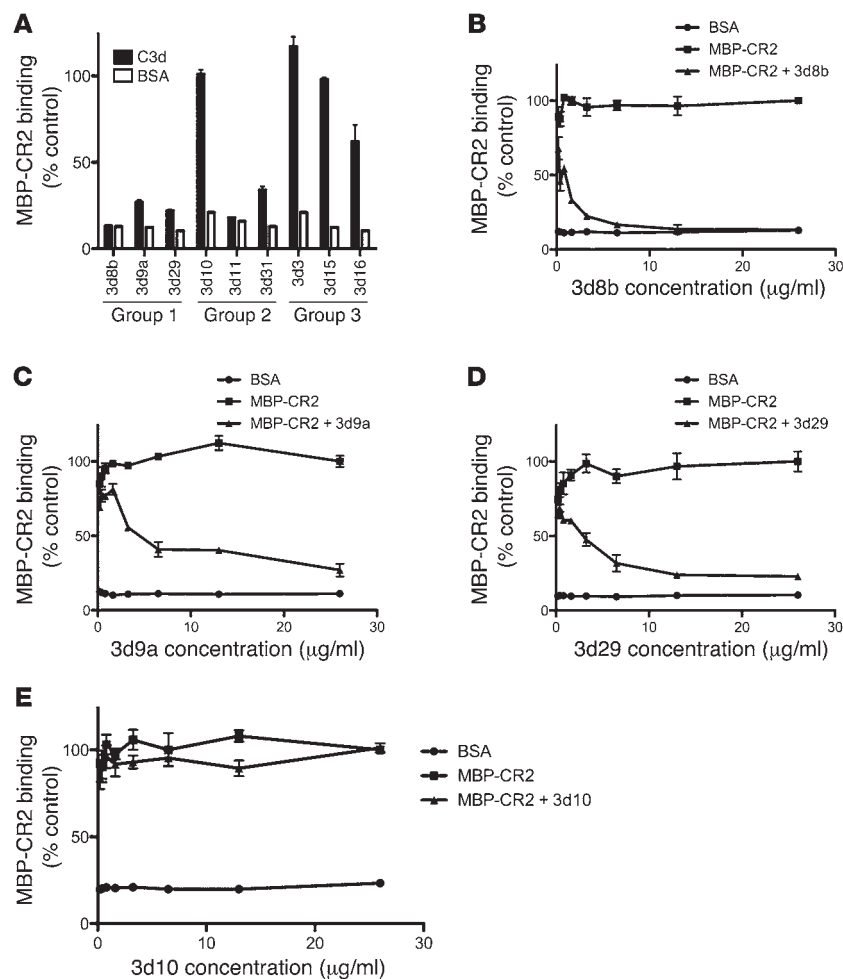 A
MBP-CR2 binding
(% control)
100
50
0
C3d
BSA
3d8b
3d9a
3d29
3d10
3d11
3d31
3d3
3d15
3d16
Group 1
Group 2
Group 3
B
BSA
MBP-CR2
MBP-CR2 + 3d8b
MBP-CR2 binding
(% control)
100
50
0
0
10
20
30
3d8b concentration (μg/ml)
C
BSA
MBP-CR2
MBP-CR2 + 3d9a
MBP-CR2 binding
(% control)
100
50
0
0
10
20
30
3d9a concentration (μg/ml)
D
BSA
MBP-CR2
MBP-CR2 + 3d29
MBP-CR2 binding
(% control)
100
50
0
0
10
20
30
3d29 concentration (μg/ml)
E
MBP-CR2 binding
(% control)
100
50
0
0
10
20
30
3d10 concentration (μg/ml)
BSA
MBP-CR2
MBP-CR2 + 3d10